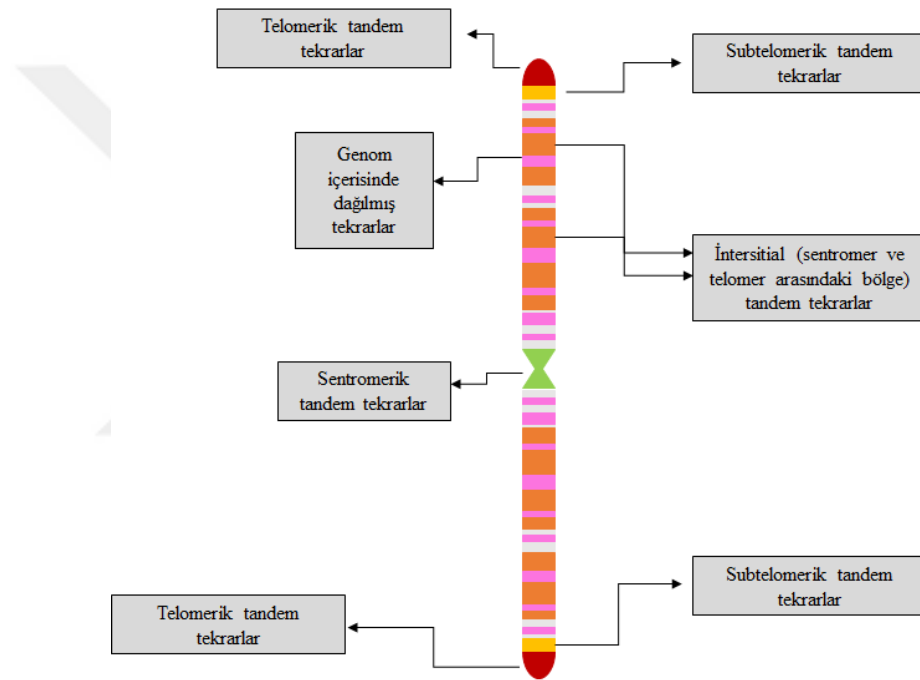 Telomerik tandem
tekrarlar
Subtelomerik tandem
tekrarlar
Genom
içerisinde
dağılmış
tekrarlar
İntersitial (sentromer ve
telomer arasındaki bölge)
tandem tekrarlar
Sentromerik
tandem tekrarlar
Subtelomerik tandem
tekrarlar
Telomerik tandem
tekrarlar